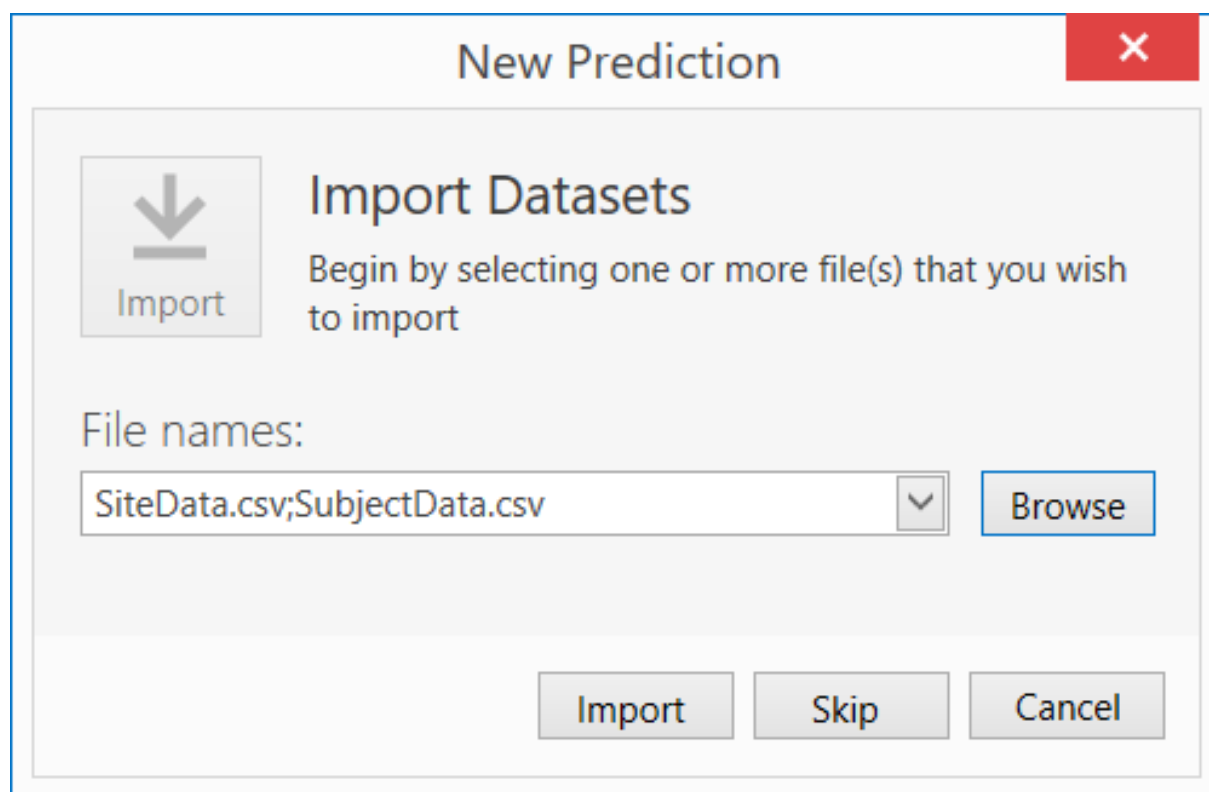 New Prediction
Import
Import Datasets
Begin by selecting one or more file(s) that you wish
to import
File names:
SiteData.csv;SubjectData.csv
Browse
Import
Skip
Cancel